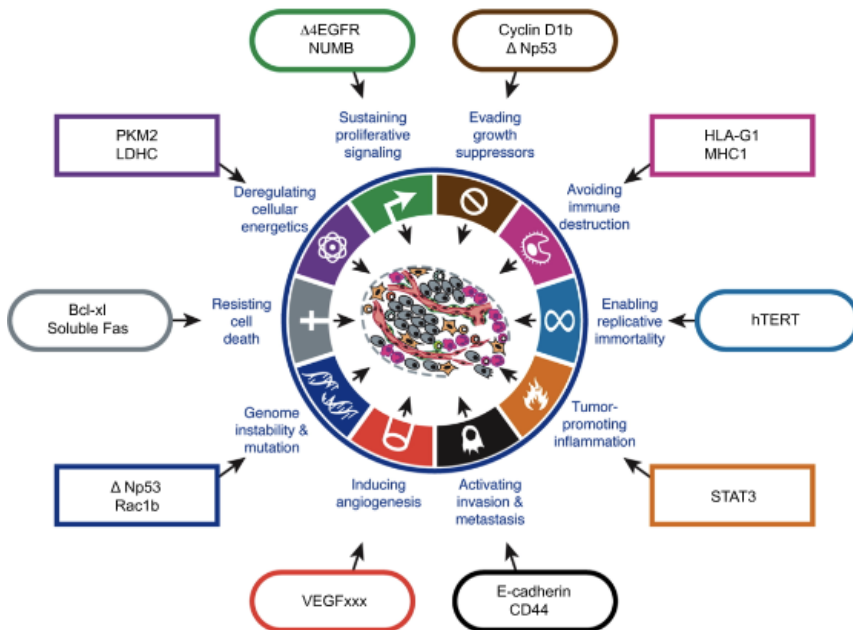 Δ4EGFR
NUMB
Cyclin D1b
Δ Np53
Sustaining
proliferative
signaling
Evading
growth
suppressors
PKM2
LDHC
HLA-G1
MHC1
Deregulating
cellular
energetics
Avoiding
immune
destruction
Bcl-xl
Soluble Fas
Resisting
cell
death
Enabling
replicative
immortality
hTERT
Genome
instability &
mutation
Tumor-
promoting
inflammation
Δ Np53
Rac1b
Inducing
angiogenesis
Activating
invasion &
metastasis
STAT3
VEGFxxx
E-cadherin
CD44